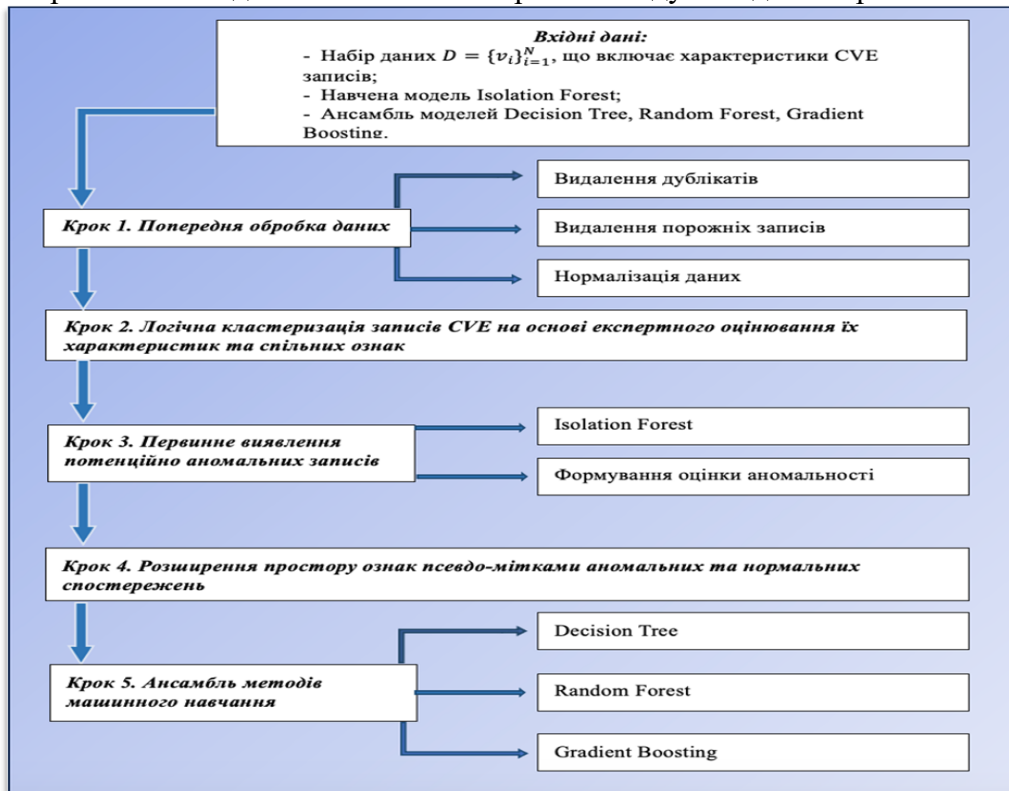 Вхідні дані:
- Набір даних $D = \{v_i\}_{i=1}^{N}$, що включає характеристики CVE
записів;
- Навчена модель Isolation Forest;
- Ансамбль моделей Decision Tree, Random Forest, Gradient
Boosting.
Крок 1. Попередня обробка даних
Видалення дублікатів
Видалення порожніх записів
Нормалізація даних
Крок 2. Логічна кластеризація записів CVE на основі експертного оцінювання їх
характеристик та спільних ознак
Крок 3. Первинне виявлення
потенційно аномальних записів
Isolation Forest
Формування оцінки аномальності
Крок 4. Розширення простору ознак псевдо-мітками аномальних та нормальних
спостережень
Крок 5. Ансамбль методів
машинного навчання
Decision Tree
Random Forest
Gradient Boosting